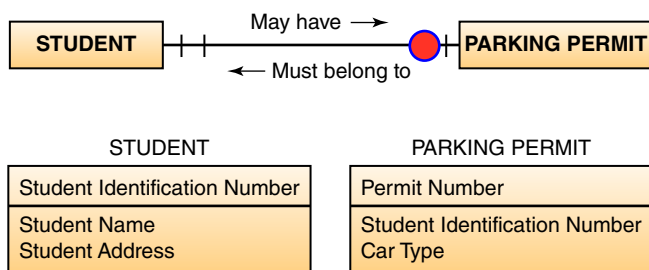 May have
STUDENT
PARKING PERMIT
Must belong to
STUDENT
Student Identification Number
Student Name
Student Address
PARKING PERMIT
Permit Number
Student Identification Number
Car Type